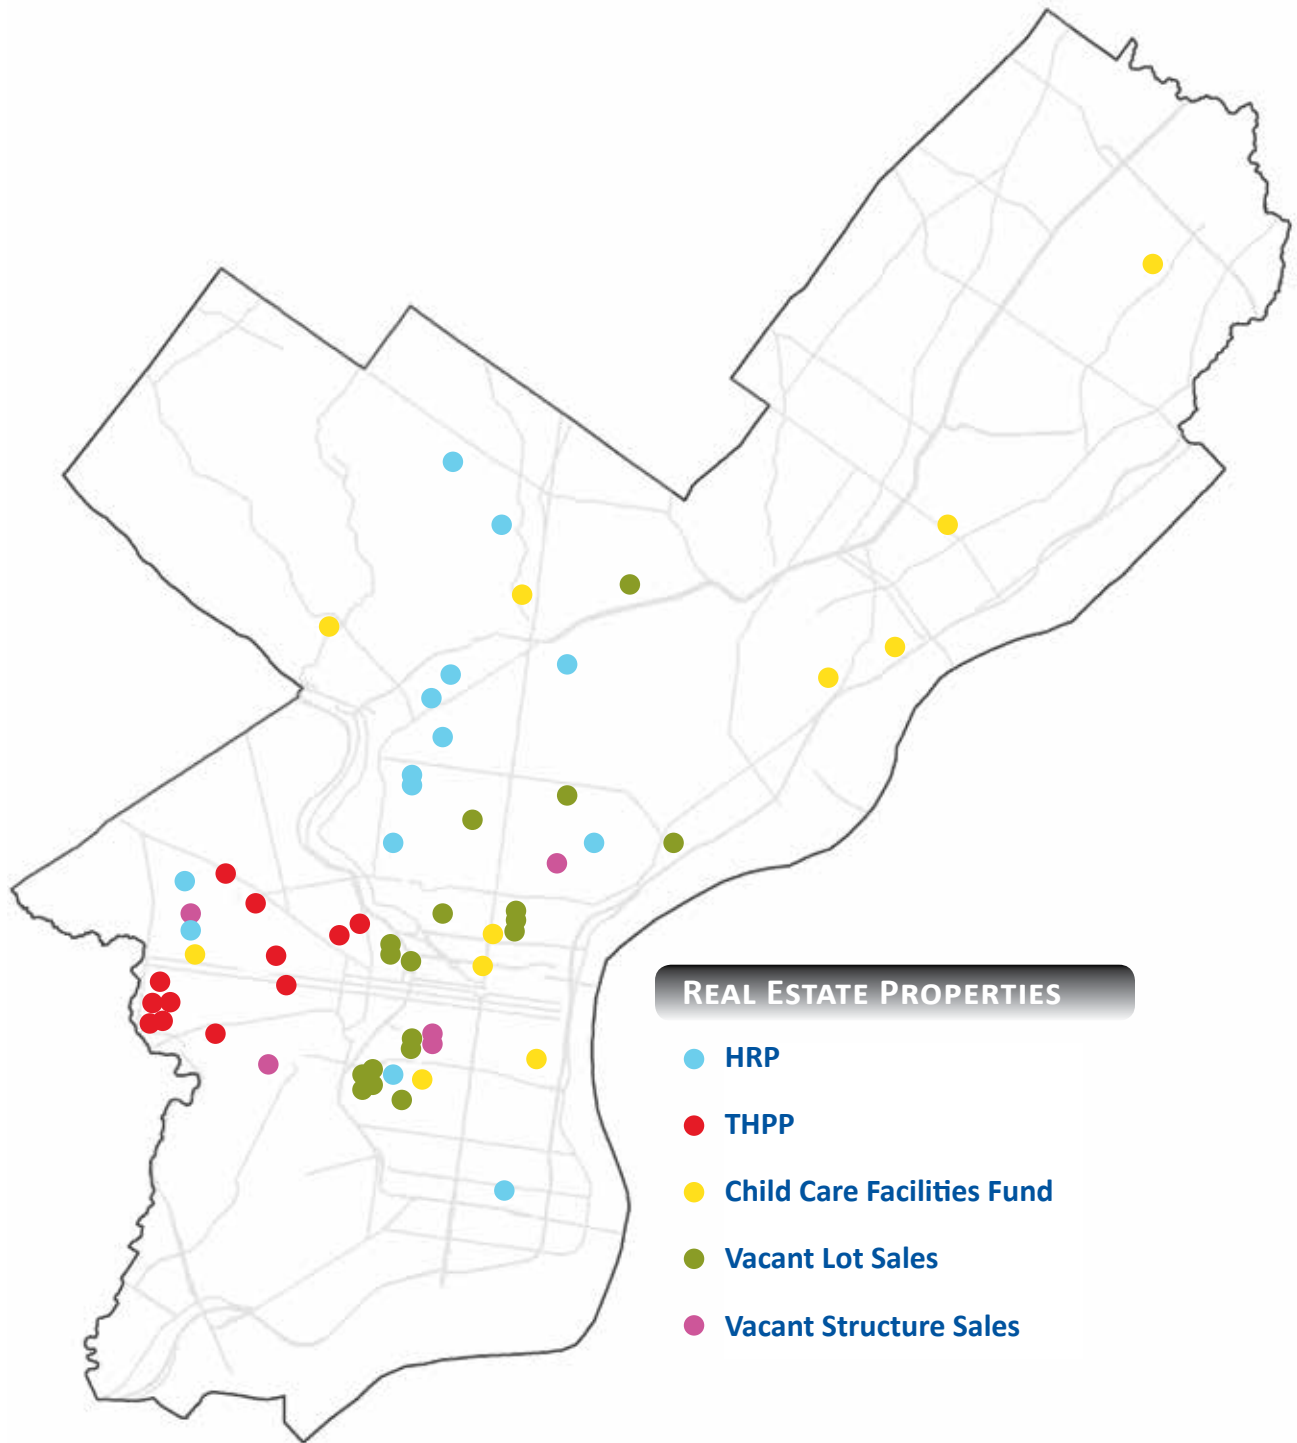 REAL ESTATE PROPERTIES
HRP
THPP
Child Care Facilities Fund
Vacant Lot Sales
Vacant Structure Sales